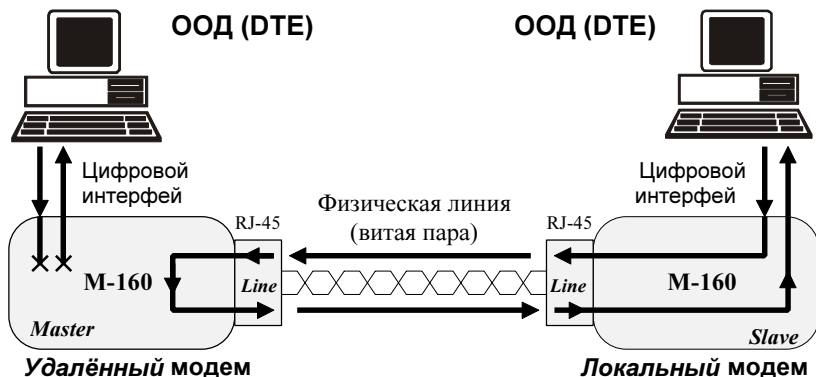 ООД (DTE)
ООД (DTE)
Цифровой
интерфей
Цифровой
интерфей
RJ-45
Физическая линия
(витая пара)
RJ-45
М-160
Line
Line
М-160
Master
Slave
Удалённый модем
Локальный модем